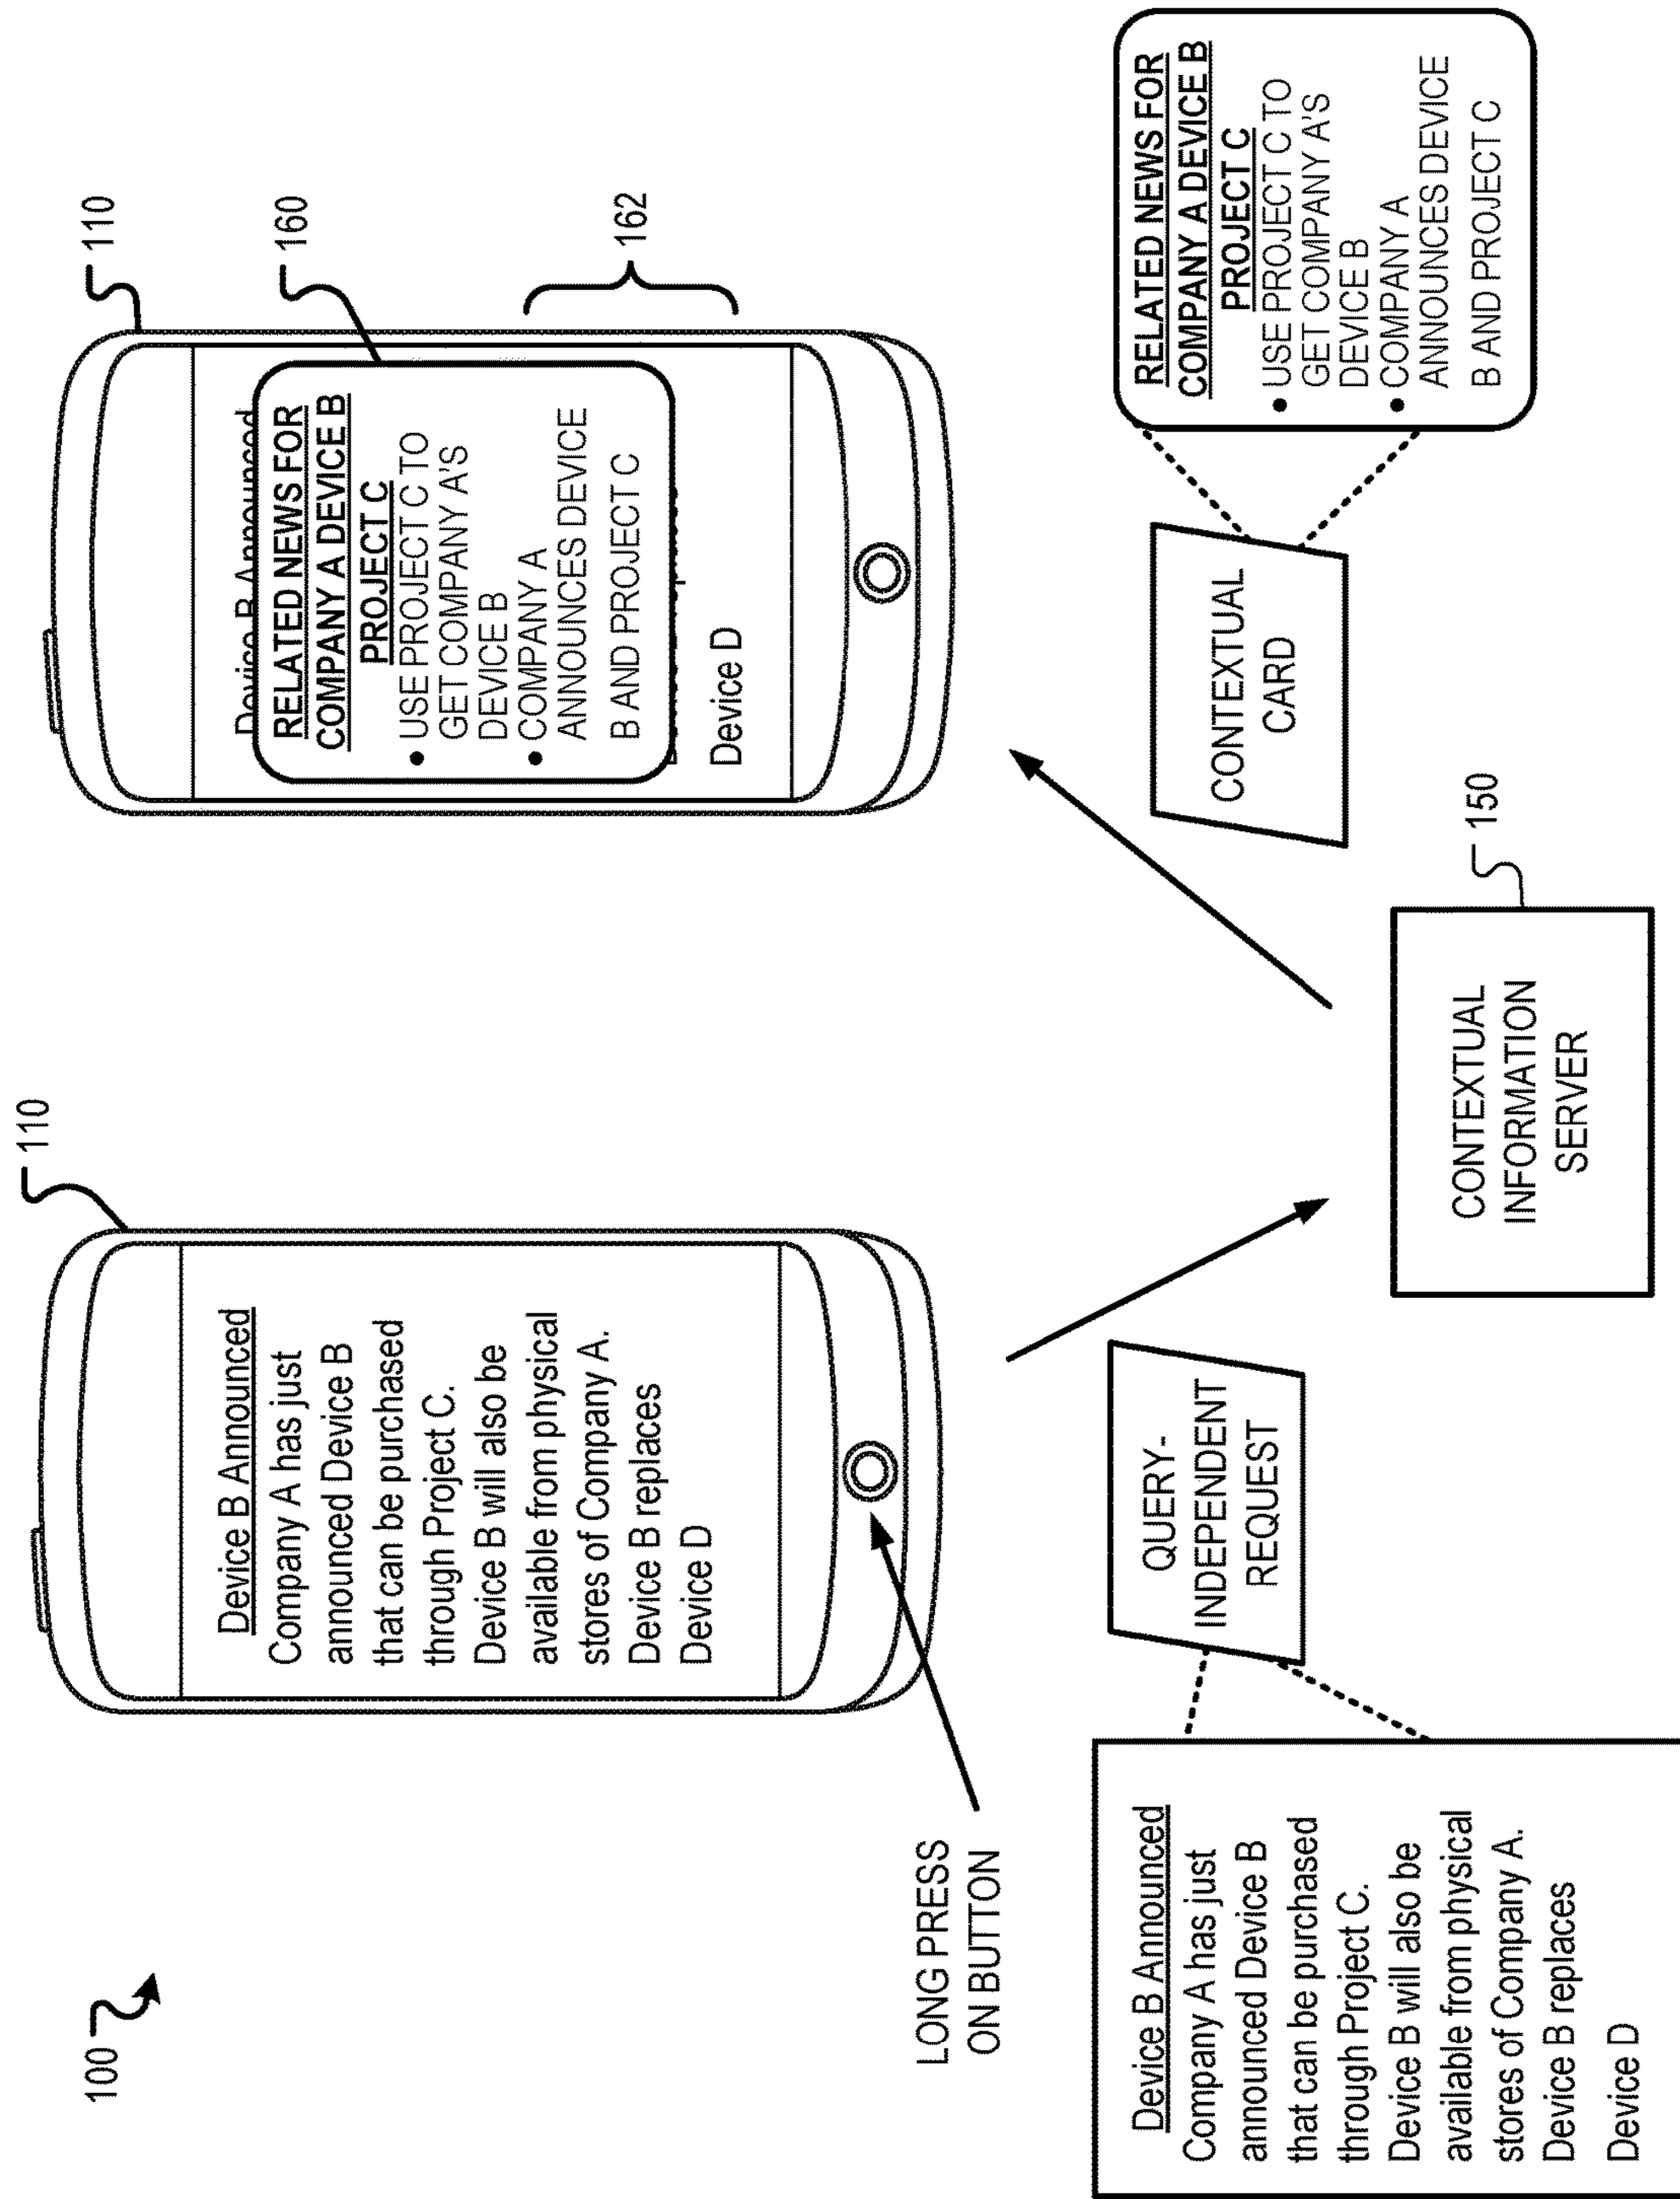 100
110
Device B Announced
Company A has just
announced Device B
that can be purchased
through Project C.
Device B will also be
available from physical
stores of Company A.
Device B replaces
Device D
LONG PRESS
ON BUTTON
110
Device B Announced
160
RELATED NEWS FOR
COMPANY A DEVICE B
PROJECT C
• USE PROJECT C TO
GET COMPANY A'S
DEVICE B
• COMPANY A
ANNOUNCES DEVICE
B AND PROJECT C
162
Device D
Device B Announced
Company A has just
announced Device B
that can be purchased
through Project C.
Device B will also be
available from physical
stores of Company A.
Device B replaces
Device D
QUERY-
INDEPENDENT
REQUEST
CONTEXTUAL
INFORMATION
SERVER
150
CONTEXTUAL
CARD
RELATED NEWS FOR
COMPANY A DEVICE B
PROJECT C
• USE PROJECT C TO
GET COMPANY A'S
DEVICE B
• COMPANY A
ANNOUNCES DEVICE
B AND PROJECT C